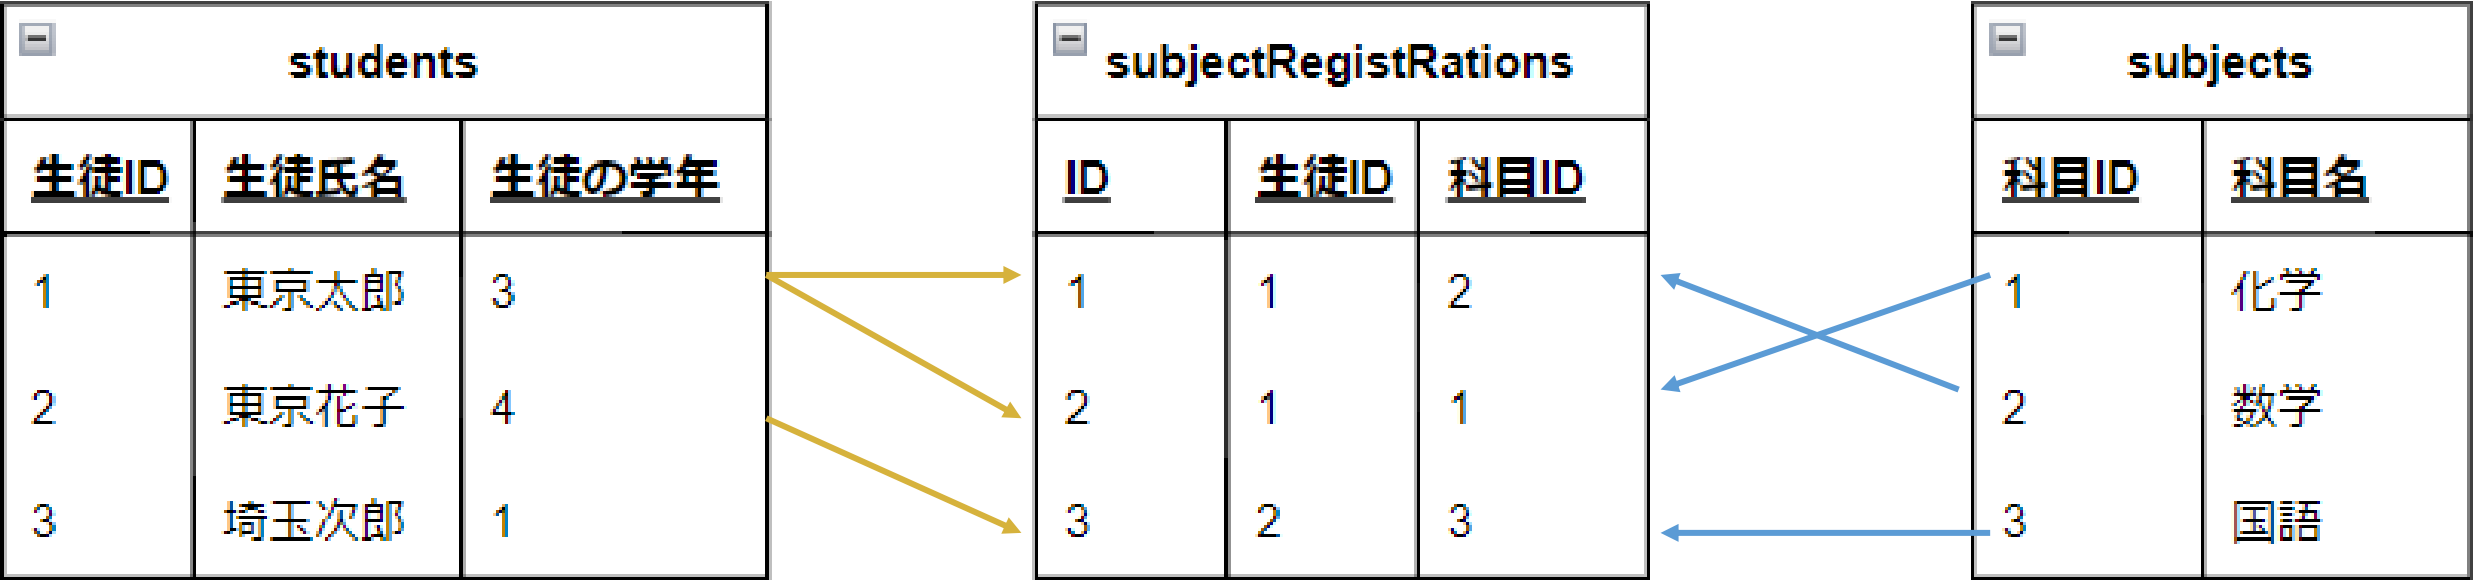 students
生徒ID 生徒氏名 生徒の学年
1 東京太郎 3
2 東京花子 4
3 埼玉次郎 1
subjectRegistRations
ID 生徒ID 科目ID
1 1 2
2 1 1
3 2 3
subjects
科目ID 科目名
1 化学
2 数学
3 国語